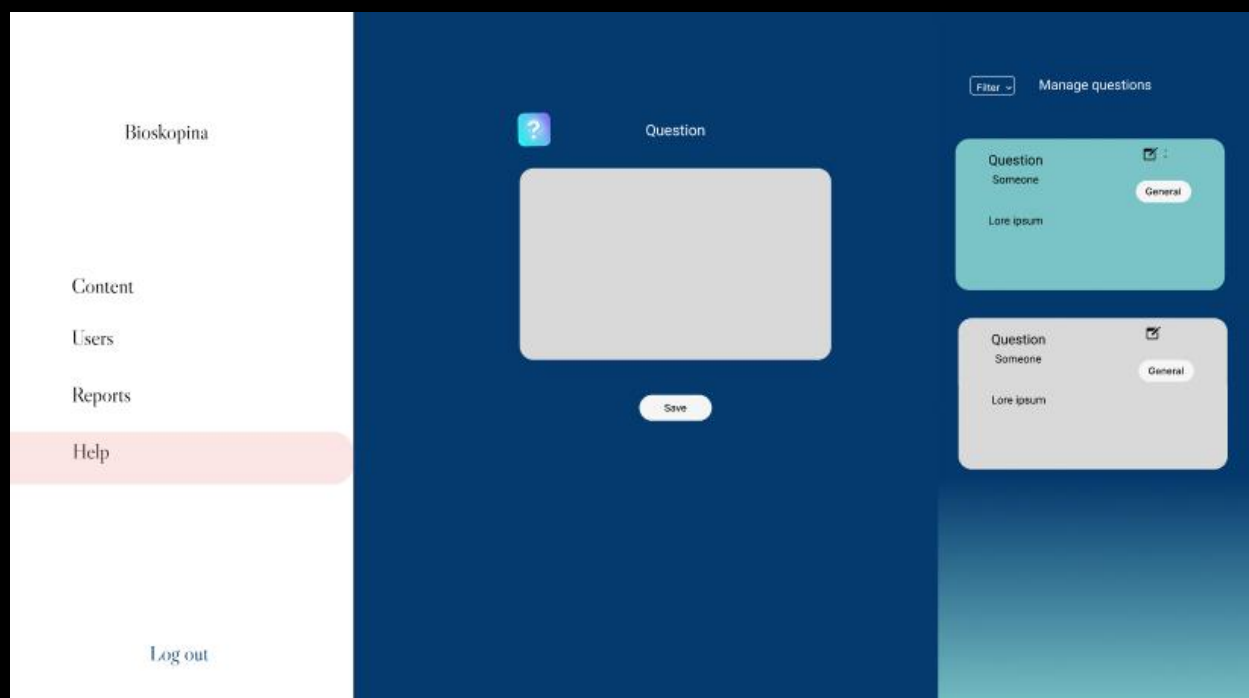 Bioskopina
Content
Users
Reports
Help
Log out
?
Question
Save
Filter
Manage questions
Question
Someone
General
Lore ipsum
Question
Someone
General
Lore ipsum